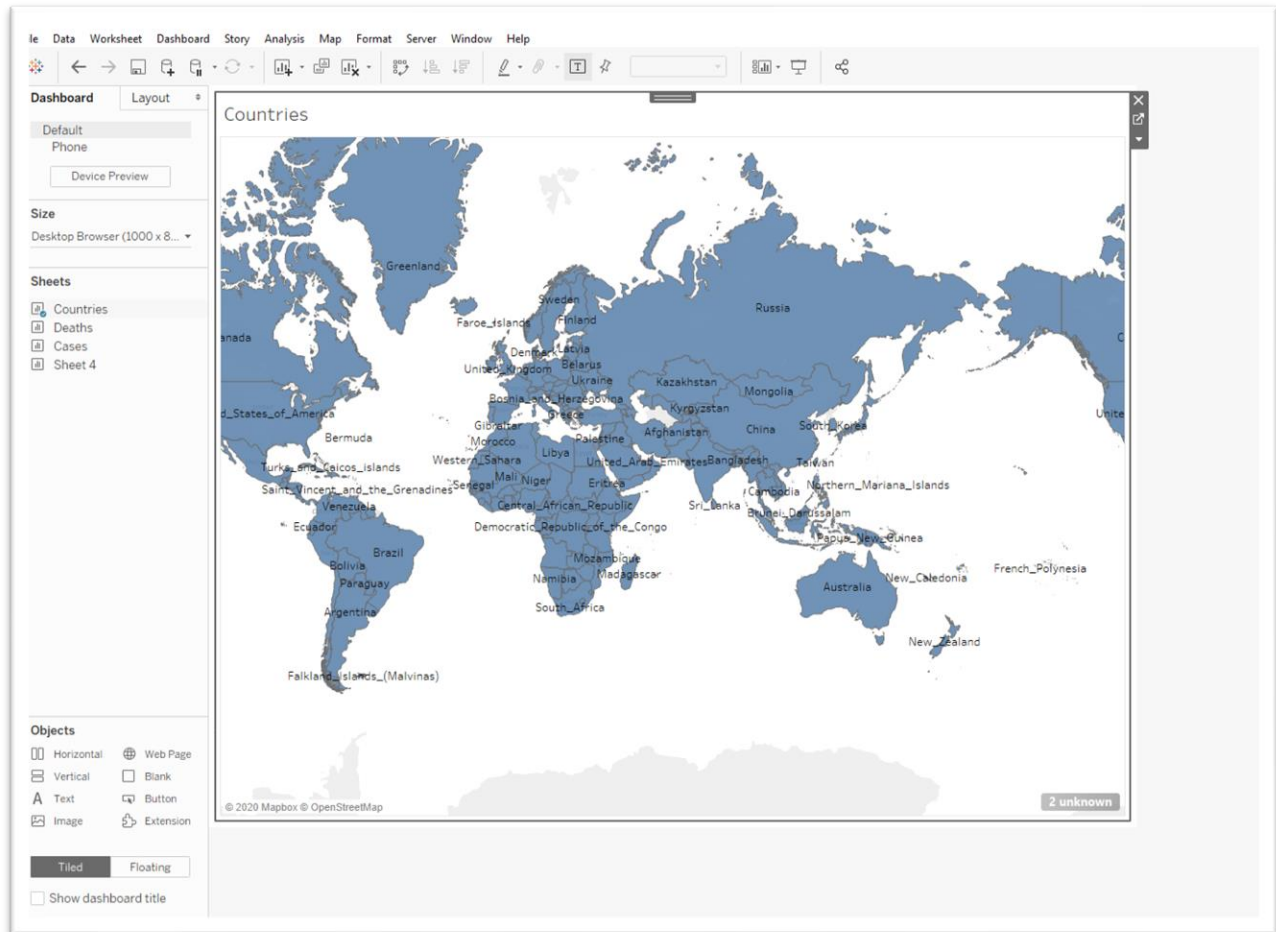 le Data Worksheet Dashboard Story Analysis Map Format Server Window Help
Dashboard Layout
Default
Phone
Device Preview
Size
Desktop Browser (1000 x 8...
Sheets
Countries
Deaths
Cases
Sheet 4
Objects
Horizontal Web Page
Vertical Blank
A Text Button
Image Extension
Tiled Floating
Show dashboard title
Countries
Greenland
Sweden
Russia
Faroe_Islands Finland
anada C
Denmark Latvia
United_Kingdom Belarus
Ukraine Kazakhstan
Mongolia
Bosnia_and_Herzegovina
Kyrgyzstan
d_States_of_America Greece Unite
Gibraltar South_Korea
China
Bermuda Morocco Palestine Afghanistan
Libya
Western_Sahara United_Arab_Emirates Bangladesh Taiwan
Turks_and_Caicos_islands
Mali Niger
Senegal Eritrea Northern_Mariana_Islands
Saint_Vincent_and_the_Grenadines Cambodia
Venezuela Central_African_Republic Sri_Lanka
Brunei_Darussalam
Ecuador Democratic_Republic_of_the_Congo
Papua_New_Guinea
Brazil
Mozambique
Bolivia French_Polynesia
Namibia Madagascar New_Caledonia
Paraguay Australia
South_Africa
Argentina
New_Zealand
Falkland_Islands_(Malvinas)
© 2020 Mapbox © OpenStreetMap
2 unknown